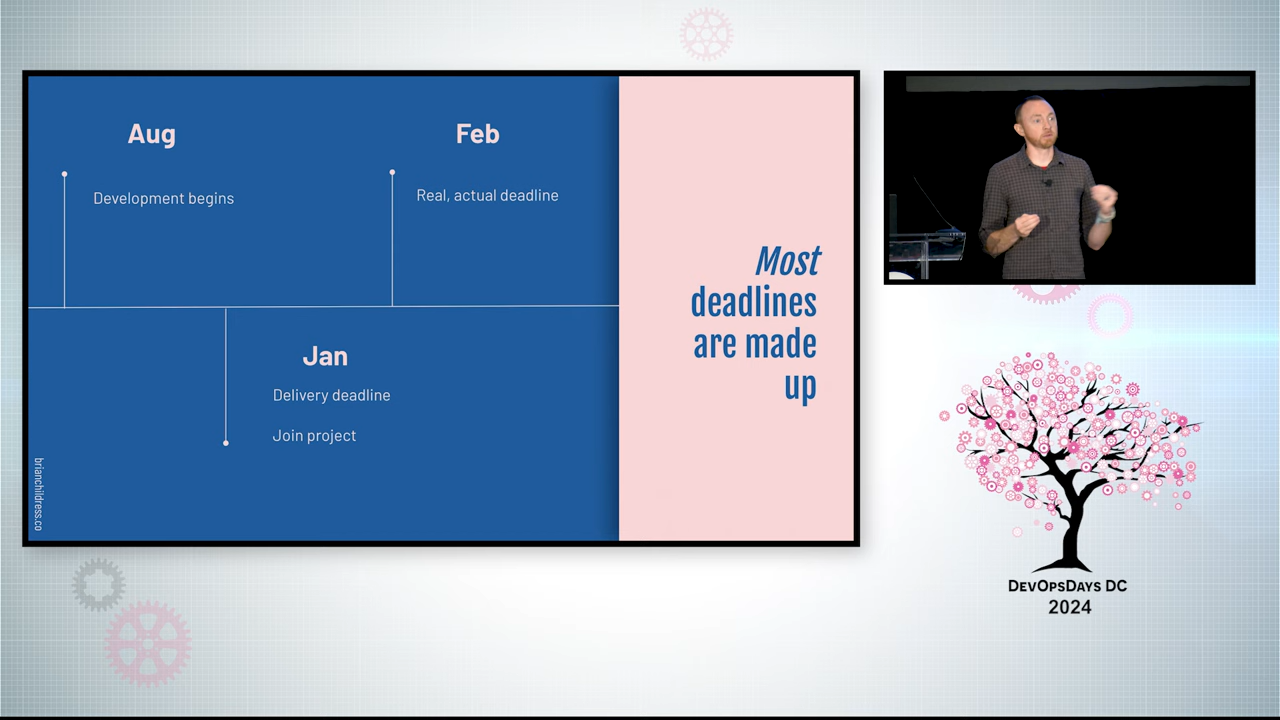 Aug
Development begins
Feb
Real, actual deadline
Jan
Delivery deadline
Join project
Most
deadlines
are made
up
brianchildress.co
DevOpsDays DC
2024